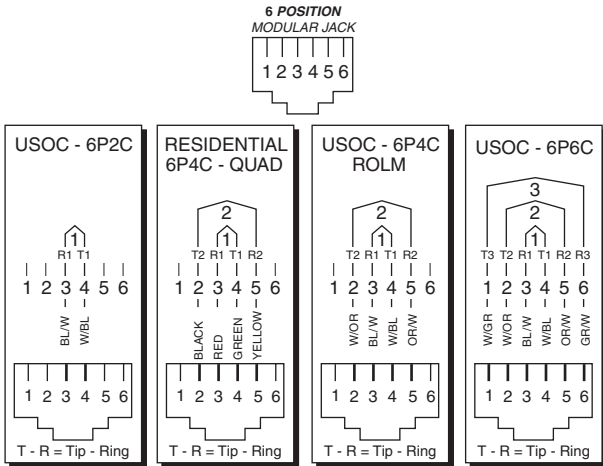 6 POSITION
MODULAR JACK
1 2 3 4 5 6
USOC - 6P2C
1
R1 T1
1 2 3 4 5 6
BL/W
W/BL
1 2 3 4 5 6
T - R = Tip - Ring
RESIDENTIAL
6P4C - QUAD
2
1
T2 R1 T1 R2
1 2 3 4 5 6
BLACK
RED
GREEN
YELLOW
1 2 3 4 5 6
T - R = Tip - Ring
USOC - 6P4C
ROLM
2
1
T2 R1 T1 R2
1 2 3 4 5 6
W/OR
BL/W
W/BL
OR/W
1 2 3 4 5 6
T - R = Tip - Ring
USOC - 6P6C
3
2
1
T3 T2 R1 T1 R2 R3
1 2 3 4 5 6
W/GR
W/OR
BL/W
W/BL
OR/W
GR/W
1 2 3 4 5 6
T - R = Tip - Ring